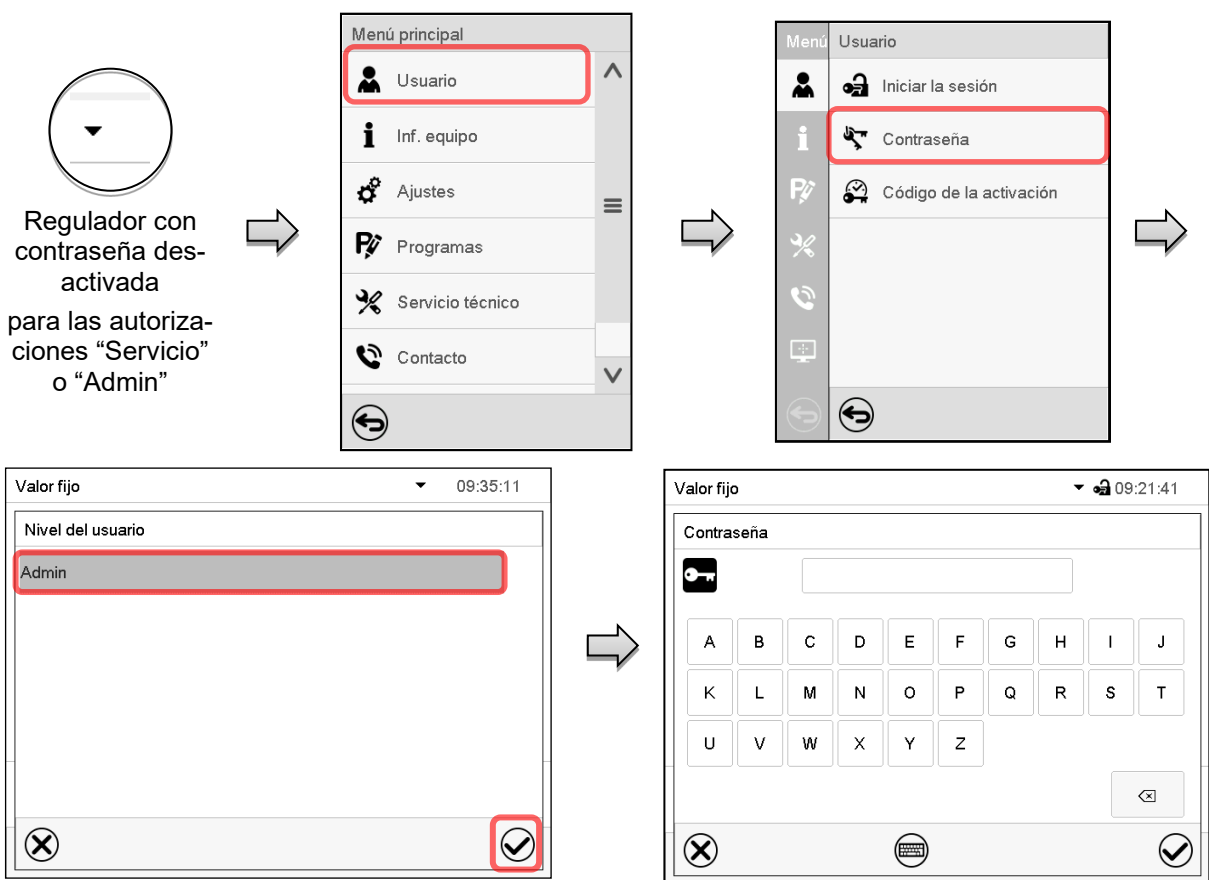 Regulador con
contraseña des-
activada
para las autoriza-
ciones “Servicio”
o “Admin”
Menú principal
Usuario
Inf. equipo
Ajustes
Programas
Servicio técnico
Contacto
Menú Usuario
Iniciar la sesión
Contraseña
Código de la activación
Valor fijo 09:35:11
Nivel del usuario
Admin
Valor fijo 09:21:41
Contraseña
A B C D E F G H I J
K L M N O P Q R S T
U V W X Y Z